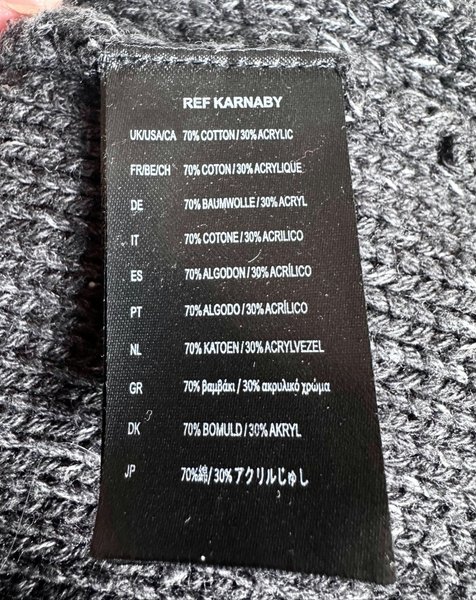 REF KARNABY
UK/USA/CA 70% COTTON / 30% ACRYLIC
FR/BE/CH 70% COTON / 30% ACRYLIQUE
DE 70% BAUMWOLLE / 30% ACRYL
IT 70% COTONE / 30% ACRILICO
ES 70% ALGODON / 30% ACRÍLICO
PT 70% ALGODO / 30% ACRÍLICO
NL 70% KATOEN / 30% ACRYLVEZEL
GR 70% βαμβάκι / 30% ακρυλικό χρώμα
DK 70% BOMULD / 30% AKRYL
JP 70%綿/ 30% アクリルじゅし